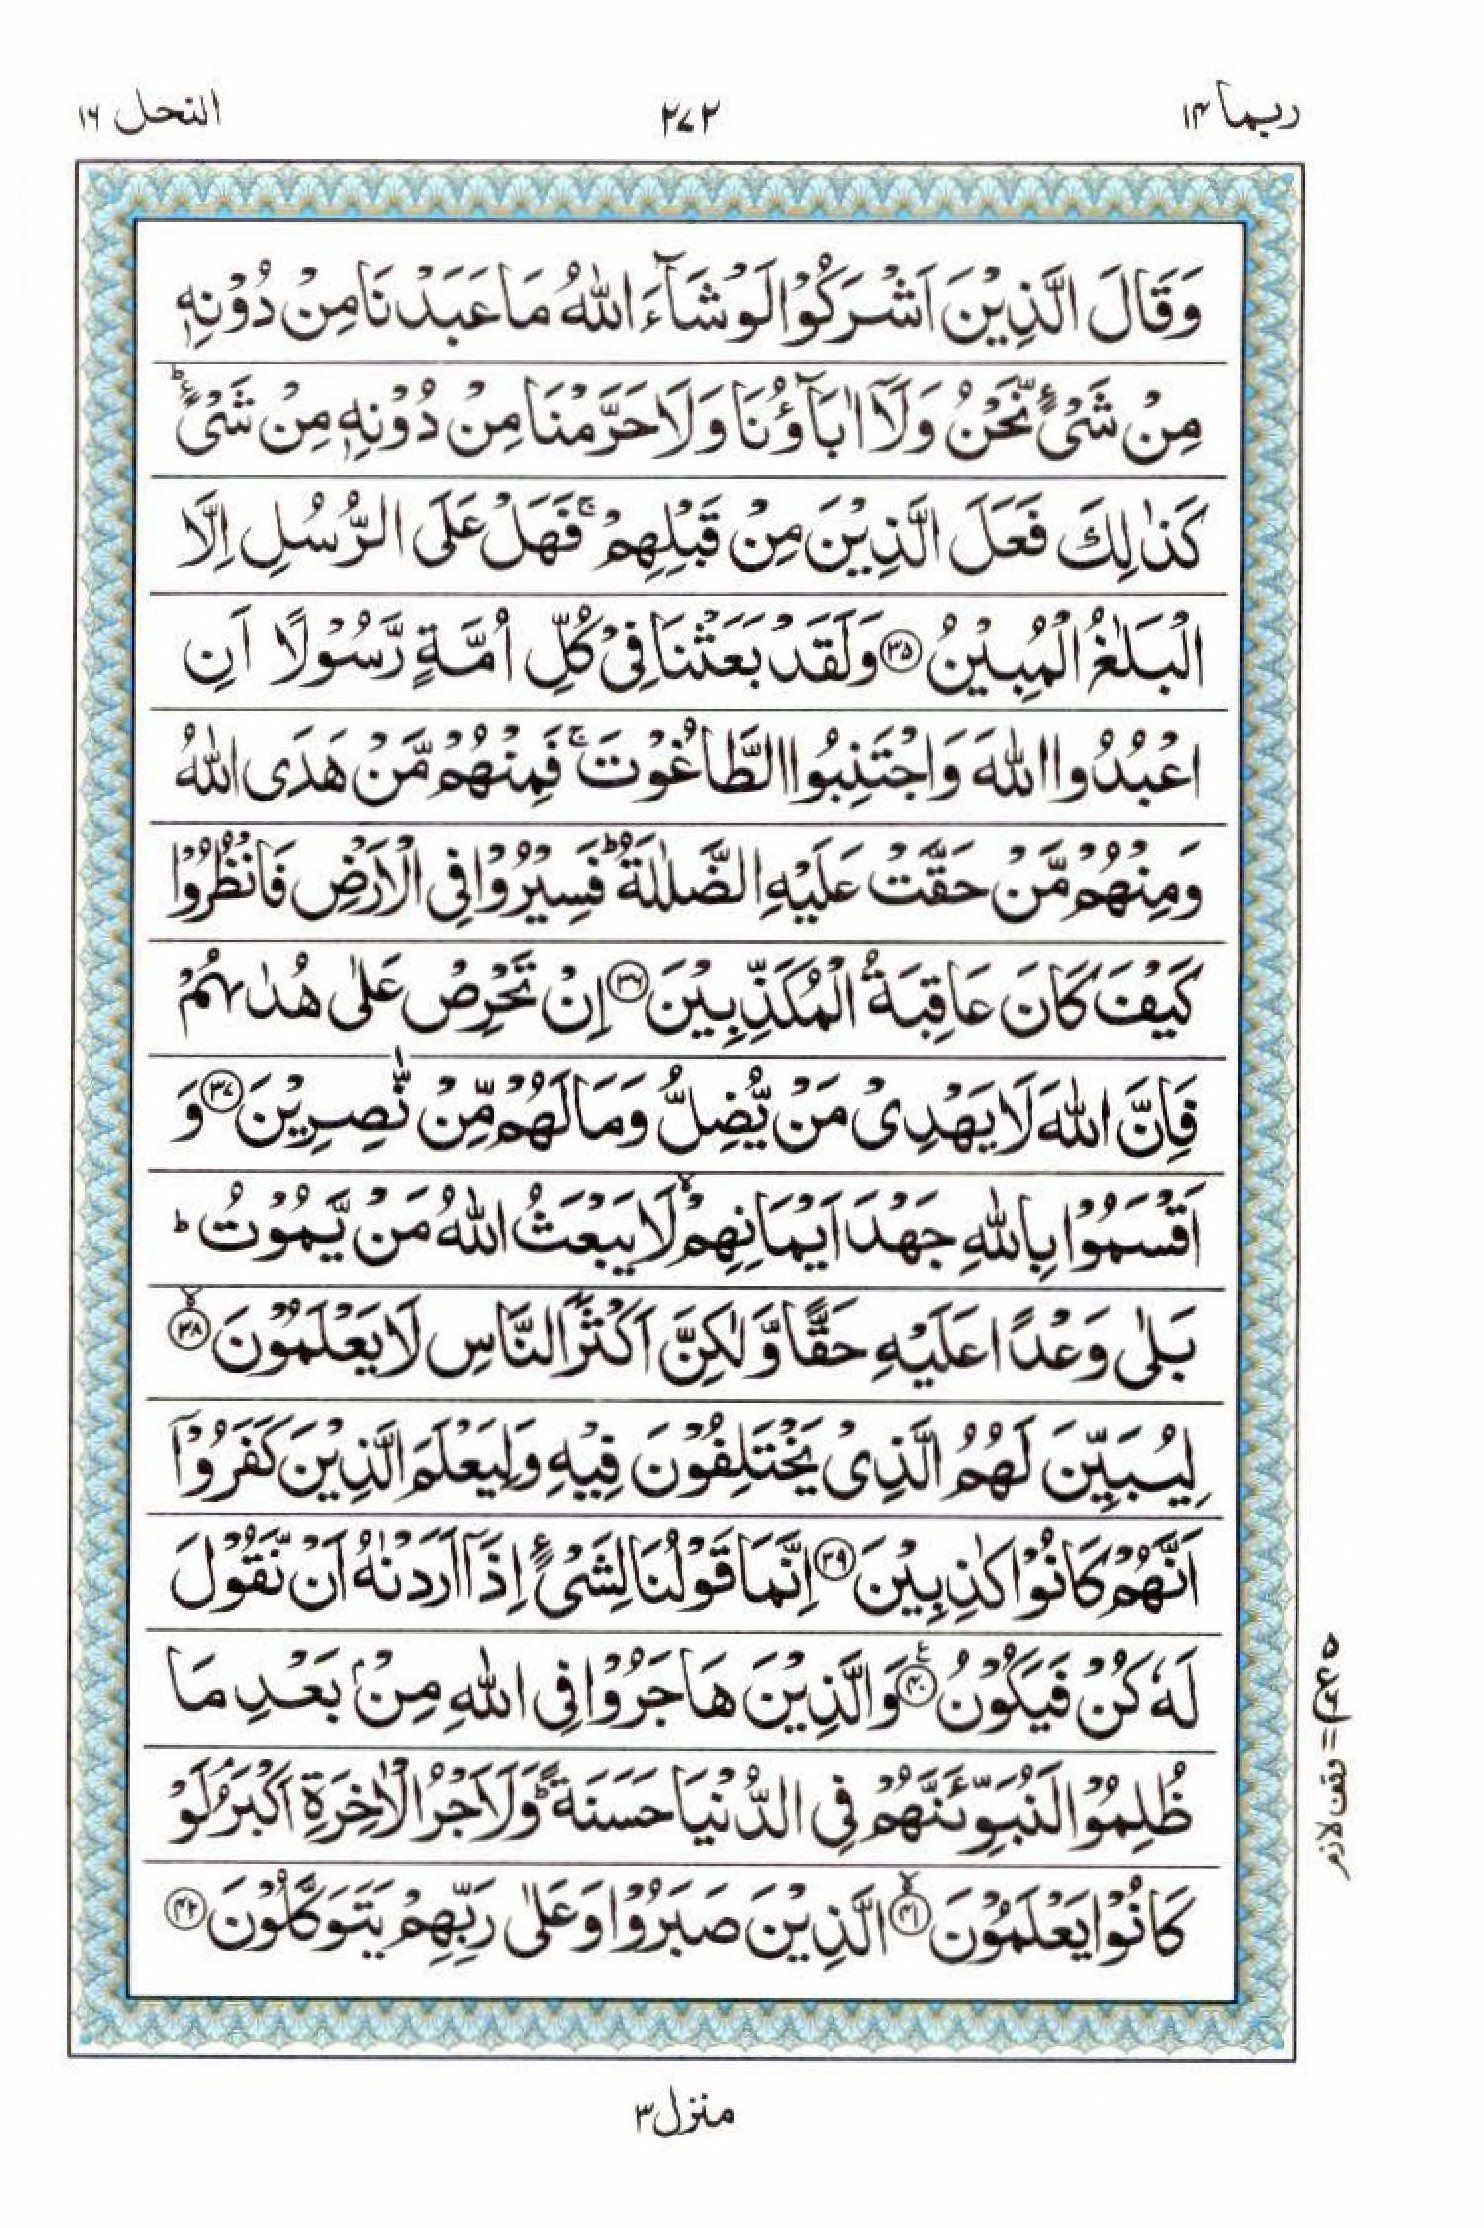 ربما ١٤
٢٧٢
النحل ١٦
وَقَالَ الَّذِيْنَ اَشْرَكُوْا لَوْ شَآءَ اللّٰهُ مَا عَبَدْنَا مِنْ دُوْنِهٖ
مِنْ شَيْءٍ نَّحْنُ وَلَآ اٰبَآؤُنَا وَلَا حَرَّمْنَا مِنْ دُوْنِهٖ مِنْ شَيْءٍ ؕ
كَذٰلِكَ فَعَلَ الَّذِيْنَ مِنْ قَبْلِهِمْ ۚ فَهَلْ عَلَى الرُّسُلِ اِلَّا
الْبَلٰغُ الْمُبِيْنُ ۝٣٥ وَلَقَدْ بَعَثْنَا فِيْ كُلِّ اُمَّةٍ رَّسُوْلًا اَنِ
اعْبُدُوا اللّٰهَ وَاجْتَنِبُوا الطَّاغُوْتَ ۚ فَمِنْهُمْ مَّنْ هَدَى اللّٰهُ
وَمِنْهُمْ مَّنْ حَقَّتْ عَلَيْهِ الضَّلٰلَةُ ؕ فَسِيْرُوْا فِي الْاَرْضِ فَانْظُرُوْا
كَيْفَ كَانَ عَاقِبَةُ الْمُكَذِّبِيْنَ ۝٣٦ اِنْ تَحْرِصْ عَلٰى هُدٰىهُمْ
فَاِنَّ اللّٰهَ لَا يَهْدِيْ مَنْ يُّضِلُّ وَمَا لَهُمْ مِّنْ نّٰصِرِيْنَ ۝٣٧ وَ
اَقْسَمُوْا بِاللّٰهِ جَهْدَ اَيْمَانِهِمْ ۙ لَا يَبْعَثُ اللّٰهُ مَنْ يَّمُوْتُ ؕ
بَلٰى وَعْدًا عَلَيْهِ حَقًّا وَّلٰكِنَّ اَكْثَرَ النَّاسِ لَا يَعْلَمُوْنَ ۝٣٨ ۙ
لِيُبَيِّنَ لَهُمُ الَّذِيْ يَخْتَلِفُوْنَ فِيْهِ وَلِيَعْلَمَ الَّذِيْنَ كَفَرُوْٓا
اَنَّهُمْ كَانُوْا كٰذِبِيْنَ ۝٣٩ اِنَّمَا قَوْلُنَا لِشَيْءٍ اِذَآ اَرَدْنٰهُ اَنْ نَّقُوْلَ
لَهٗ كُنْ فَيَكُوْنُ ۝٤٠ ع وَالَّذِيْنَ هَاجَرُوْا فِي اللّٰهِ مِنْۢ بَعْدِ مَا
ظُلِمُوْا لَنُبَوِّئَنَّهُمْ فِي الدُّنْيَا حَسَنَةً ؕ وَلَاَجْرُ الْاٰخِرَةِ اَكْبَرُ ۘ لَوْ
كَانُوْا يَعْلَمُوْنَ ۝٤١ ۙ الَّذِيْنَ صَبَرُوْا وَعَلٰى رَبِّهِمْ يَتَوَكَّلُوْنَ ۝٤٢
وقف لازم
منزل ٣